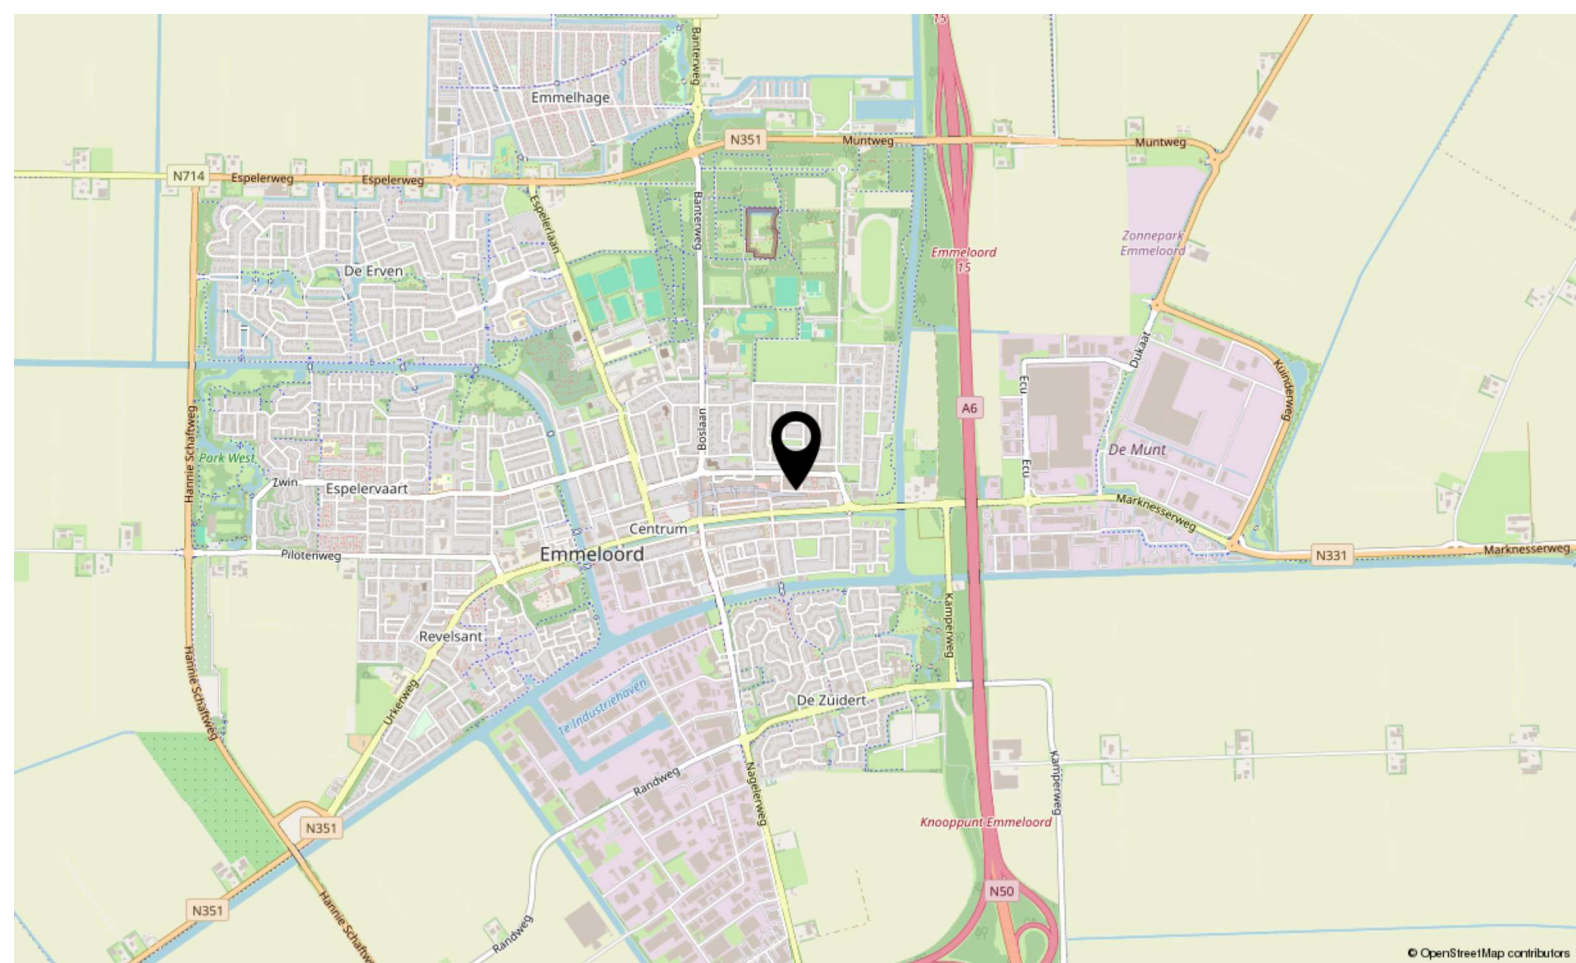 15
Banterweg
Emmelhage
N351
Muntweg
Muntweg
N714
Espelerweg
Espelerweg
Espelerlaan
Banterweg
Zonnepark
Emmeloord
Emmeloord
15
De Erven
Dukaat
Kuinderweg
Ecu
A6
Hannie Schaftweg
Boslaan
De Munt
Park West
Ecu
Zwin
Espelervaart
Marknesserweg
Centrum
Emmeloord
Pilotenweg
N331
Marknesserweg
Kamperweg
Revelsant
Hannie Schaftweg
Urkerweg
1e Industriehaven
De Zuidert
Randweg
Nagelerweg
Kamperweg
N351
Knooppunt Emmeloord
N50
N351
Hannie Schaftweg
Randweg
© OpenStreetMap contributors